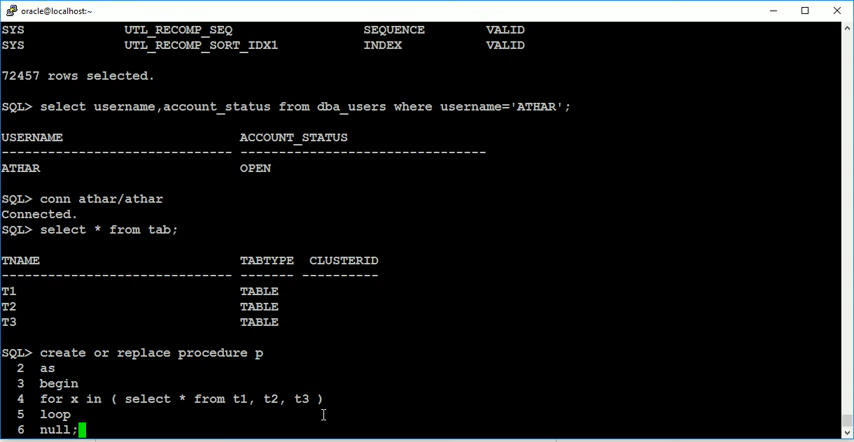 oracle@localhost:~
SYS UTL_RECOMP_SEQ SEQUENCE VALID
SYS UTL_RECOMP_SORT_IDX1 INDEX VALID
72457 rows selected.
SQL> select username,account_status from dba_users where username='ATHAR';
USERNAME ACCOUNT_STATUS
------------------------------ --------------------------------
ATHAR OPEN
SQL> conn athar/athar
Connected.
SQL> select * from tab;
TNAME TABTYPE CLUSTERID
------------------------------ ------- ----------
T1 TABLE
T2 TABLE
T3 TABLE
SQL> create or replace procedure p
2 as
3 begin
4 for x in ( select * from t1, t2, t3 )
5 loop
6 null;